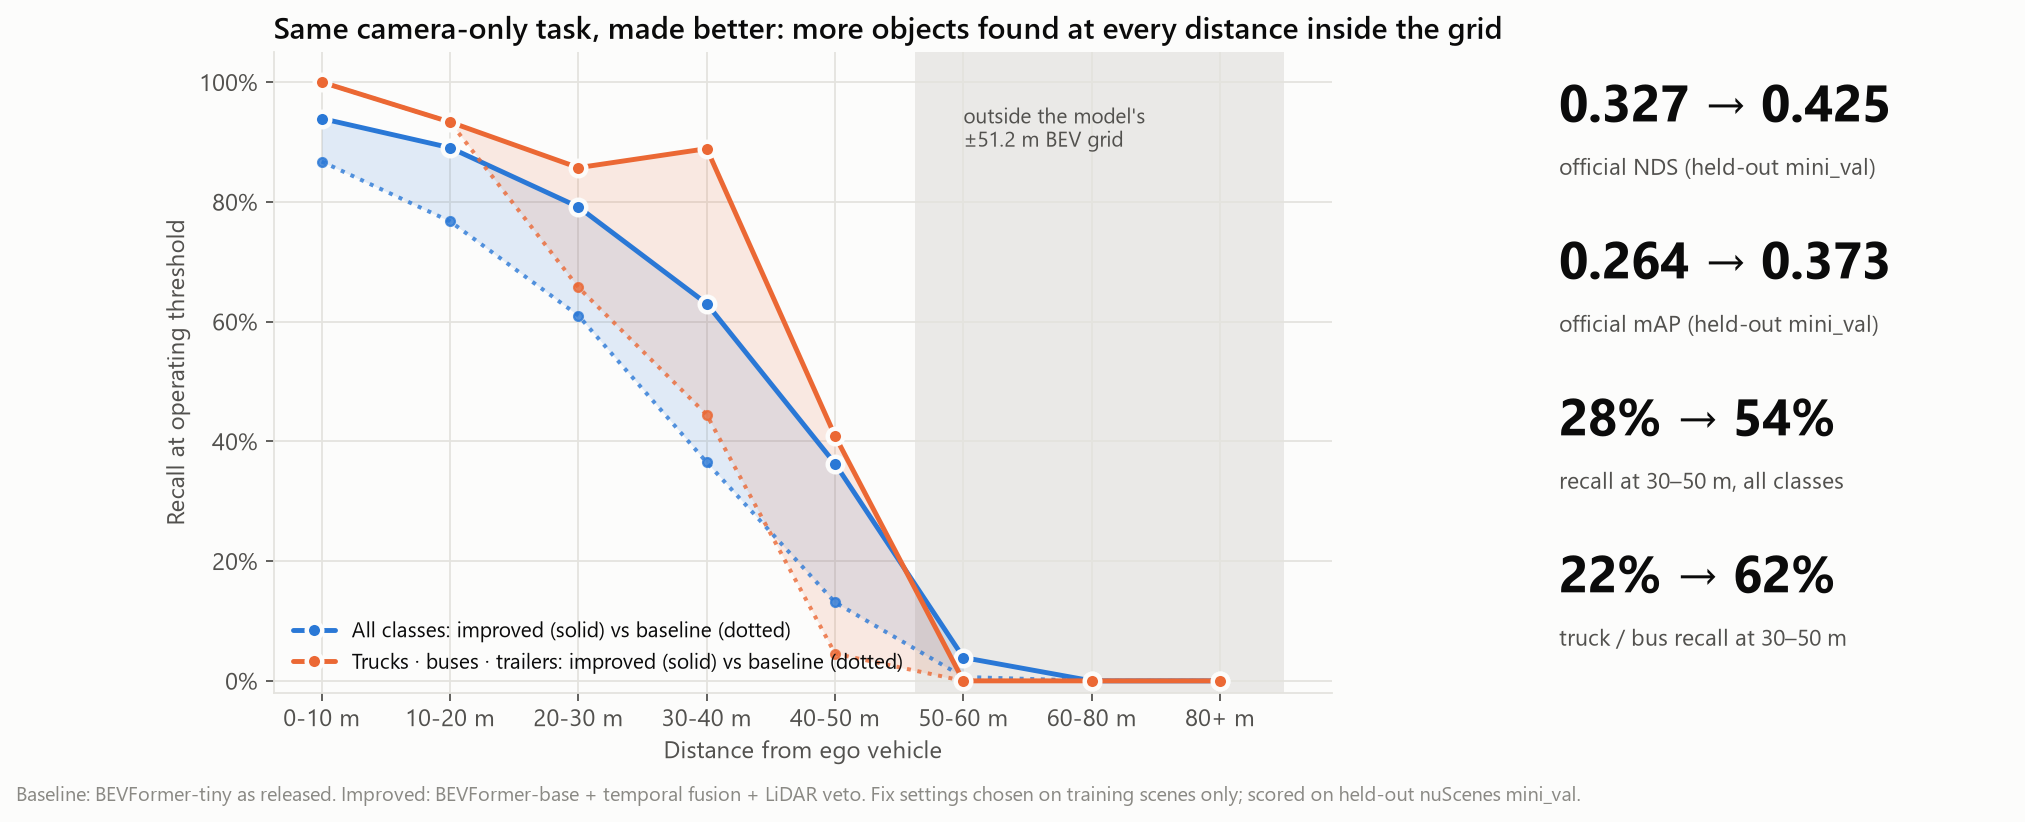 Same camera-only task, made better: more objects found at every distance inside the grid
100%
80%
60%
40%
20%
0%
Recall at operating threshold
outside the model's
±51.2 m BEV grid
All classes: improved (solid) vs baseline (dotted)
Trucks · buses · trailers: improved (solid) vs baseline (dotted)
0-10 m
10-20 m
20-30 m
30-40 m
40-50 m
50-60 m
60-80 m
80+ m
Distance from ego vehicle
0.327 → 0.425
official NDS (held-out mini_val)
0.264 → 0.373
official mAP (held-out mini_val)
28% → 54%
recall at 30–50 m, all classes
22% → 62%
truck / bus recall at 30–50 m
Baseline: BEVFormer-tiny as released. Improved: BEVFormer-base + temporal fusion + LiDAR veto. Fix settings chosen on training scenes only; scored on held-out nuScenes mini_val.